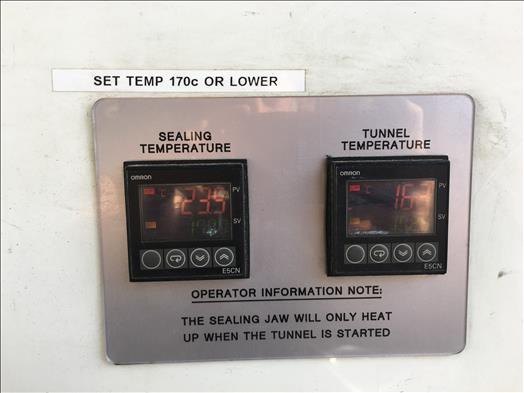 SET TEMP 170c OR LOWER
SEALING
TEMPERATURE
TUNNEL
TEMPERATURE
omron
PV
SV
E5CN
omron
°C
PV
SV
E5CN
OPERATOR INFORMATION NOTE:
THE SEALING JAW WILL ONLY HEAT
UP WHEN THE TUNNEL IS STARTED